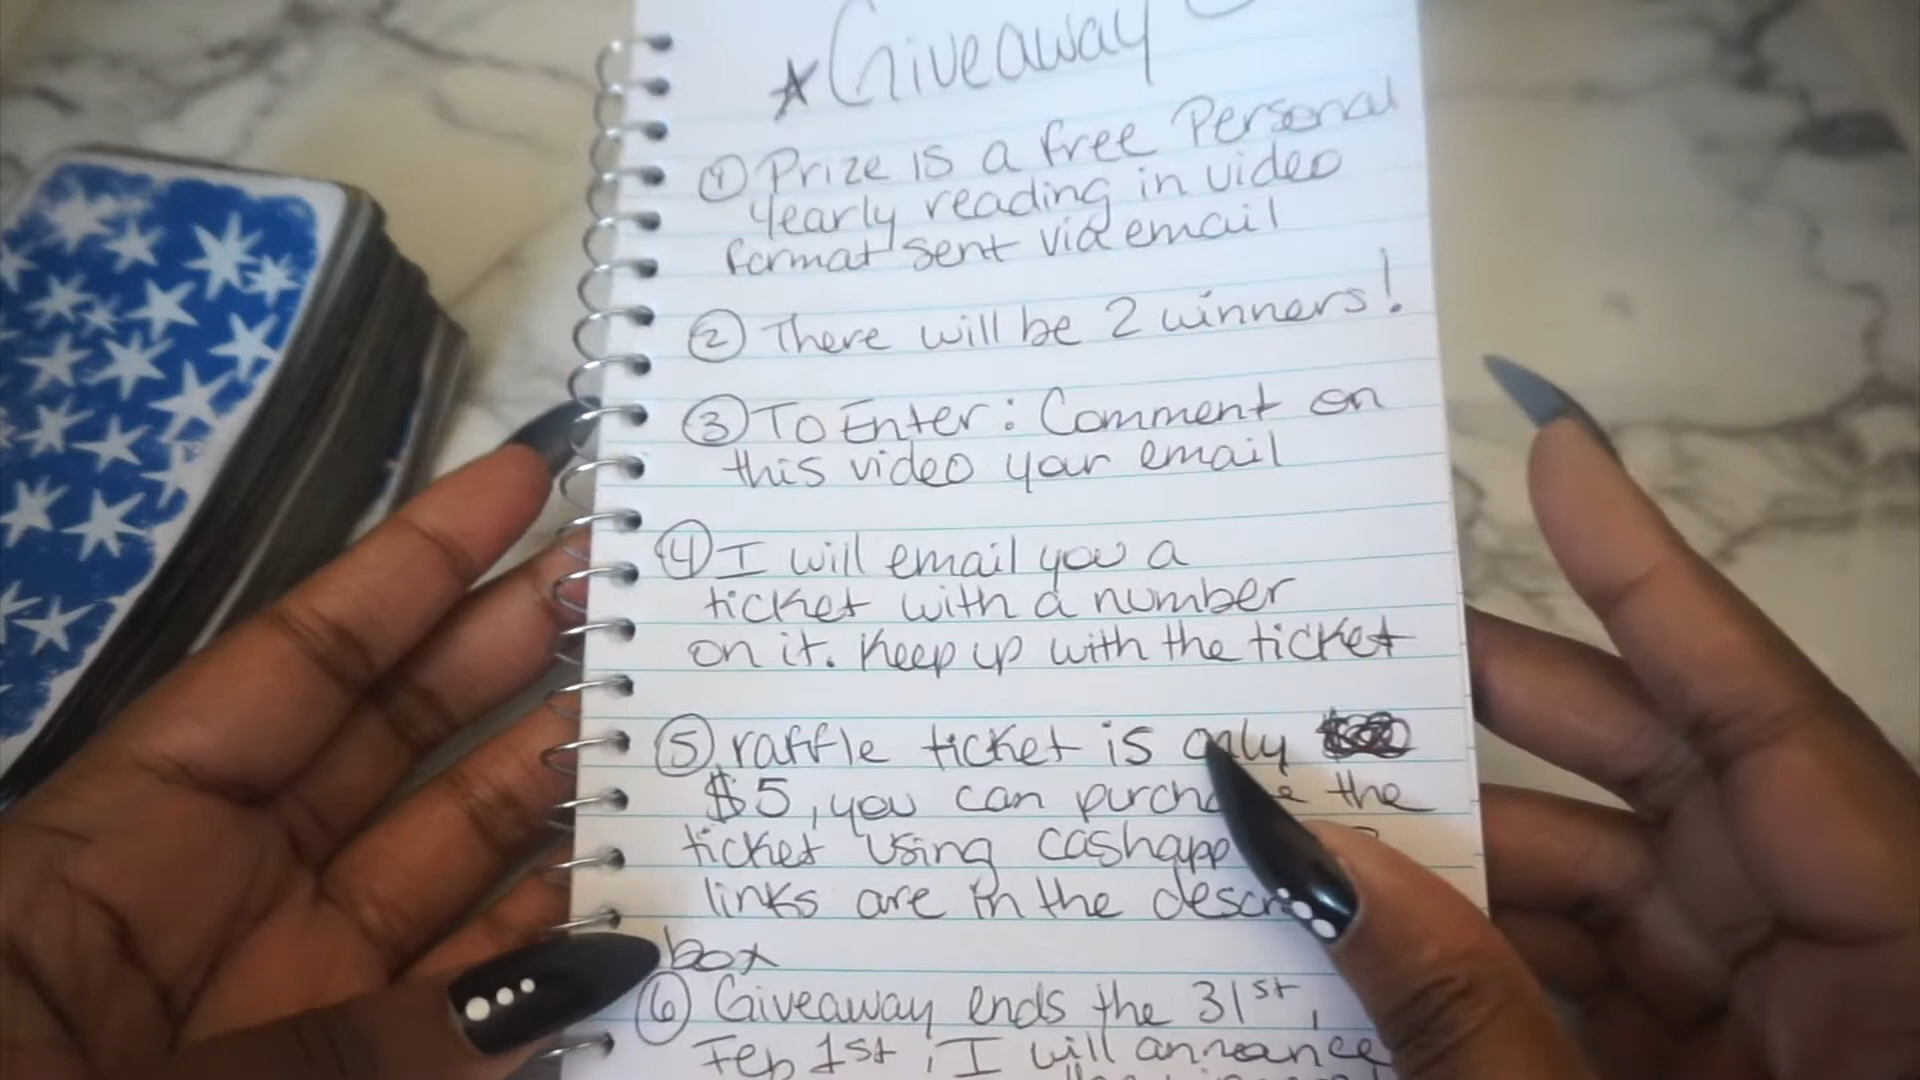 ☆Giveaway
① Prize is a free Personal
Yearly reading in video
format sent via email
② There will be 2 winners!
③ To Enter: Comment on
this video your email
④ I will email you a
ticket with a number
on it. Keep up with the ticket
⑤ raffle ticket is only
$5, you can purchase the
ticket using cashapp
links are in the
box
⑥ Giveaway ends the 31st,
Feb 1st, I will announce